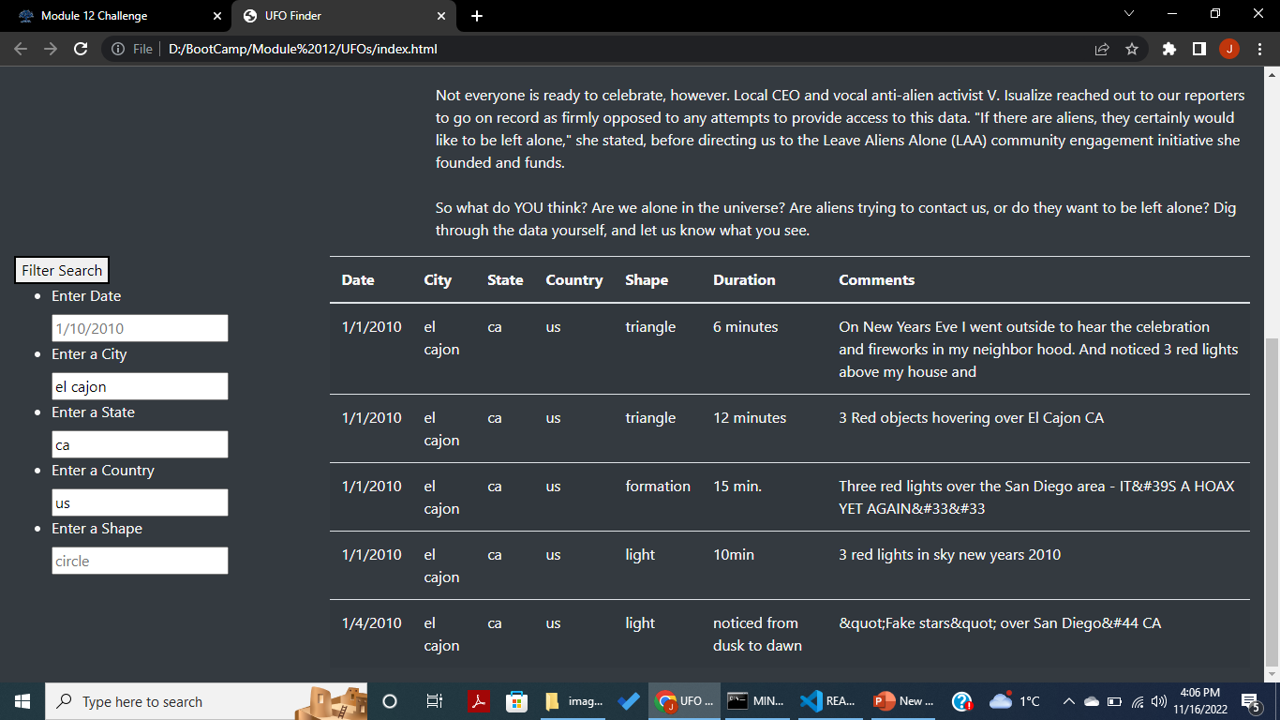 Module 12 Challenge
UFO Finder
File D:/BootCamp/Module%2012/UFOs/index.html
J
Not everyone is ready to celebrate, however. Local CEO and vocal anti-alien activist V. Isualize reached out to our reporters
to go on record as firmly opposed to any attempts to provide access to this data. "If there are aliens, they certainly would
like to be left alone," she stated, before directing us to the Leave Aliens Alone (LAA) community engagement initiative she
founded and funds.
So what do YOU think? Are we alone in the universe? Are aliens trying to contact us, or do they want to be left alone? Dig
through the data yourself, and let us know what you see.
Filter Search
Enter Date
1/10/2010
Enter a City
el cajon
Enter a State
ca
Enter a Country
us
Enter a Shape
circle
Date City State Country Shape Duration Comments
1/1/2010 el ca us triangle 6 minutes On New Years Eve I went outside to hear the celebration
cajon and fireworks in my neighbor hood. And noticed 3 red lights
above my house and
1/1/2010 el ca us triangle 12 minutes 3 Red objects hovering over El Cajon CA
cajon
1/1/2010 el ca us formation 15 min. Three red lights over the San Diego area - IT&#39S A HOAX
cajon YET AGAIN&#33&#33
1/1/2010 el ca us light 10min 3 red lights in sky new years 2010
cajon
1/4/2010 el ca us light noticed from &quot;Fake stars&quot; over San Diego&#44 CA
cajon dusk to dawn
Type here to search
imag...
UFO ...
MIN...
REA...
New ...
1°C
4:06 PM
11/16/2022
5